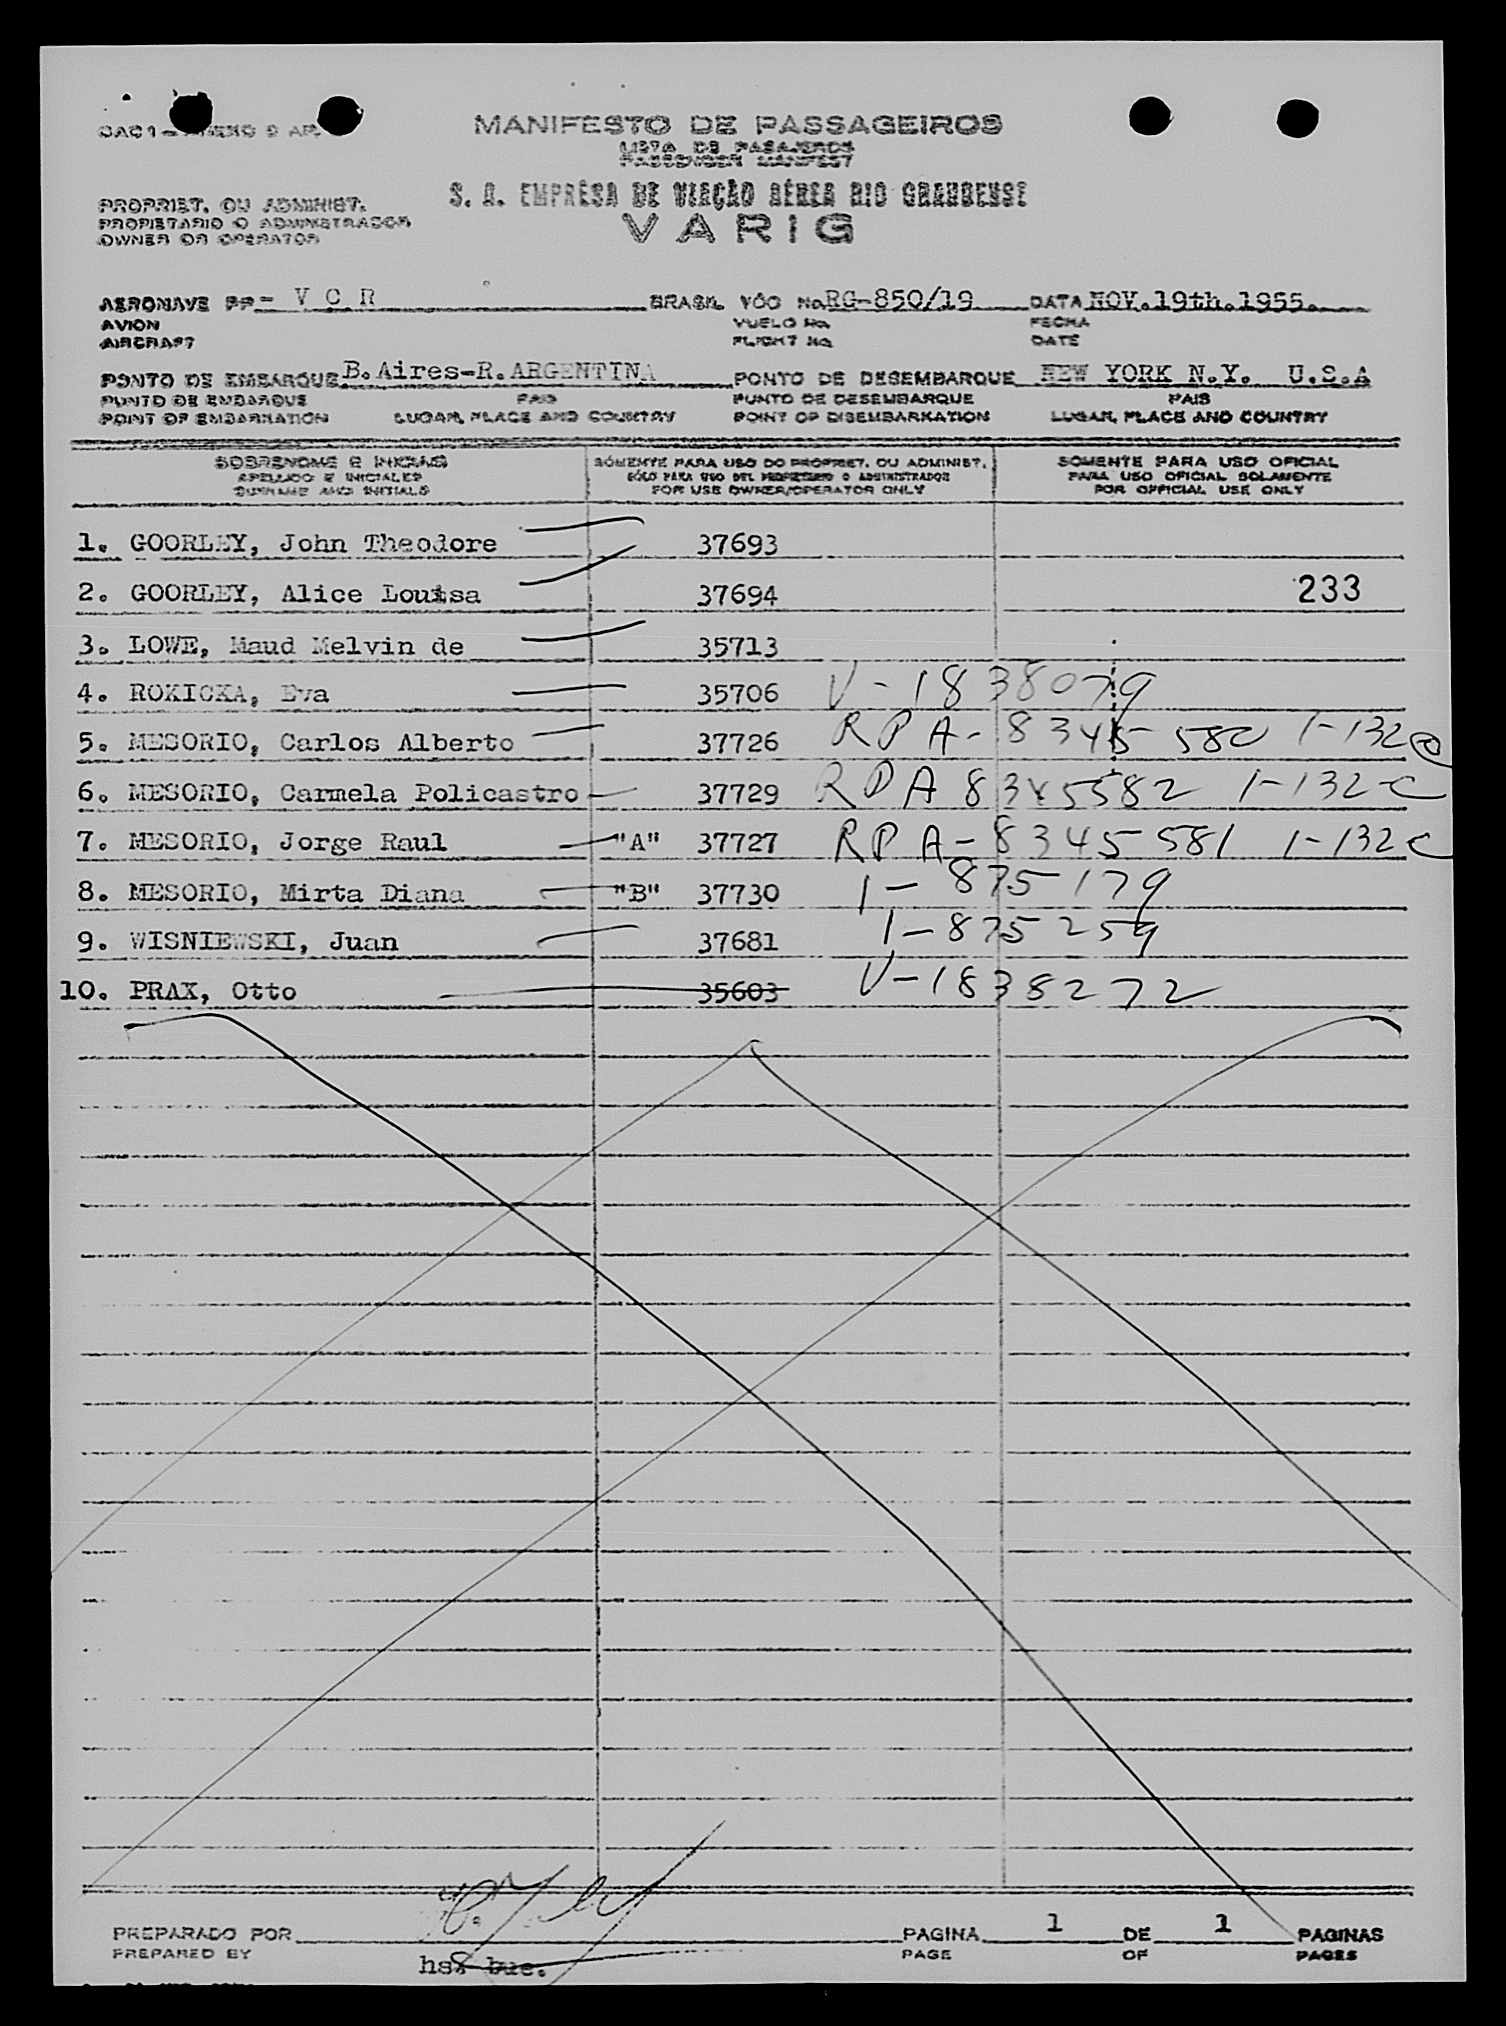 MANIFESTO DE PASSAGEIROS
LISTA DE PASAJEROS
PASSENGER MANIFEST
S. A. EMPRÊSA DE VIAÇÃO AÉREA RIO GRANDENSE
VARIG
PROPRIET. OU ADMINIST.
PROPIETARIO O ADMINISTRADOR
OWNER OR OPERATOR
AERONAVE PP - V C R BRASIL VÔO No. RG-850/19 DATA NOV.19th.1955.
AVION VUELO No. FECHA
AIRCRAFT FLIGHT No. DATE
PONTO DE EMBARQUE B.Aires-R.ARGENTINA PONTO DE DESEMBARQUE NEW YORK N.Y. U.S.A
PUNTO DE EMBARQUE PAIS PUNTO DE DESEMBARQUE PAIS
POINT OF EMBARKATION LUGAR, PLACE AND COUNTRY POINT OF DISEMBARKATION LUGAR, PLACE AND COUNTRY
SOBRENOME E INICIAIS SÓMENTE PARA USO DO PROPRIET. OU ADMINIST. SÓMENTE PARA USO OFICIAL
APELLIDO E INICIALES SÓLO PARA USO DEL PROPIETARIO O ADMINISTRADOR PARA USO OFICIAL SOLAMENTE
SURNAME AND INITIALS FOR USE OWNER/OPERATOR ONLY FOR OFFICIAL USE ONLY
1. GOORLEY, John Theodore 37693
2. GOORLEY, Alice Louisa 37694 233
3. LOWE, Maud Melvin de 35713
4. ROKICKA, Eva 35706 V-1838079
5. MESORIO, Carlos Alberto 37726 RPA-8345580 1-132C
6. MESORIO, Carmela Policastro 37729 RPA 8345582 1-132-C
7. MESORIO, Jorge Raul "A" 37727 RPA-8345581 1-132C
8. MESORIO, Mirta Diana "B" 37730 1-875179
9. WISNIEWSKI, Juan 37681 1-875259
10. PRAX, Otto 35603 V-1838272
PREPARADO POR PAGINA 1 DE 1 PAGINAS
PREPARED BY hs. bue. PAGE OF PAGES